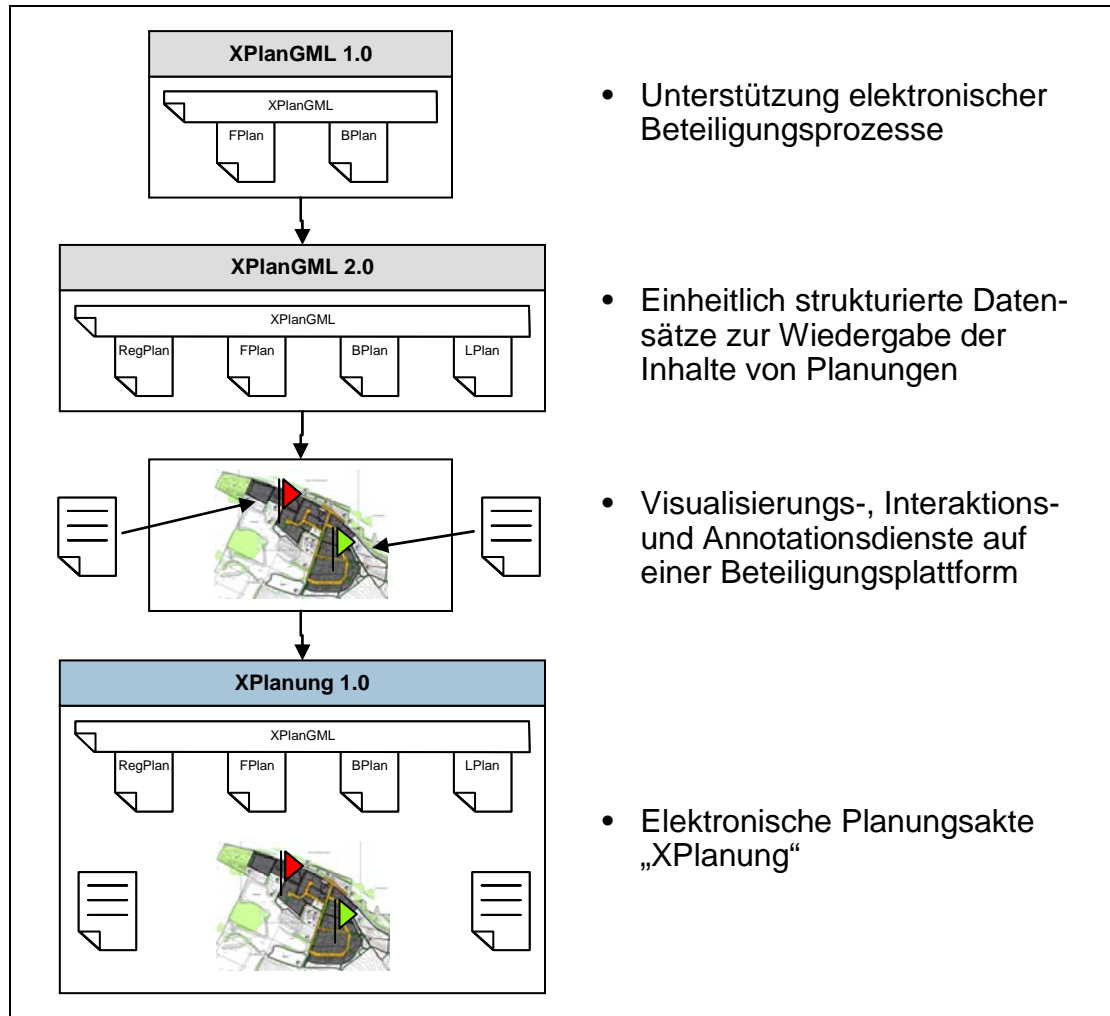 XPlanGML 1.0
XPlanGML
FPlan
BPlan
• Unterstützung elektronischer
Beteiligungsprozesse
XPlanGML 2.0
XPlanGML
RegPlan
FPlan
BPlan
LPlan
• Einheitlich strukturierte Daten-
sätze zur Wiedergabe der
Inhalte von Planungen
• Visualisierungs-, Interaktions-
und Annotationsdienste auf
einer Beteiligungsplattform
XPlanung 1.0
XPlanGML
RegPlan
FPlan
BPlan
LPlan
• Elektronische Planungsakte
„XPlanung“